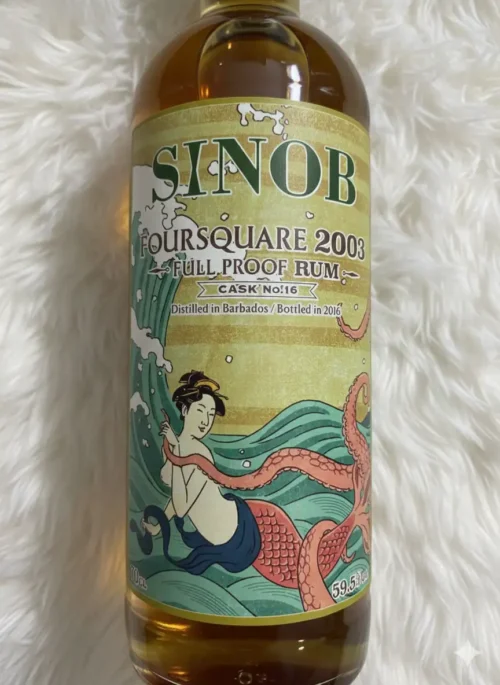 SINOB
FOURSQUARE 2003
FULL PROOF RUM
CASK No.16
Distilled in Barbados / Bottled in 2016
59.5%